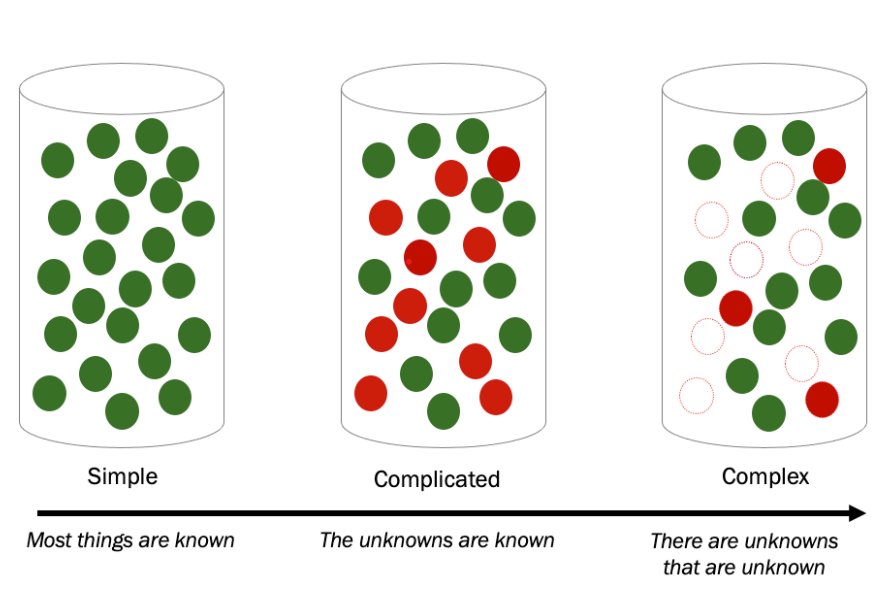 Simple
Complicated
Complex
Most things are known
The unknowns are known
There are unknowns
that are unknown